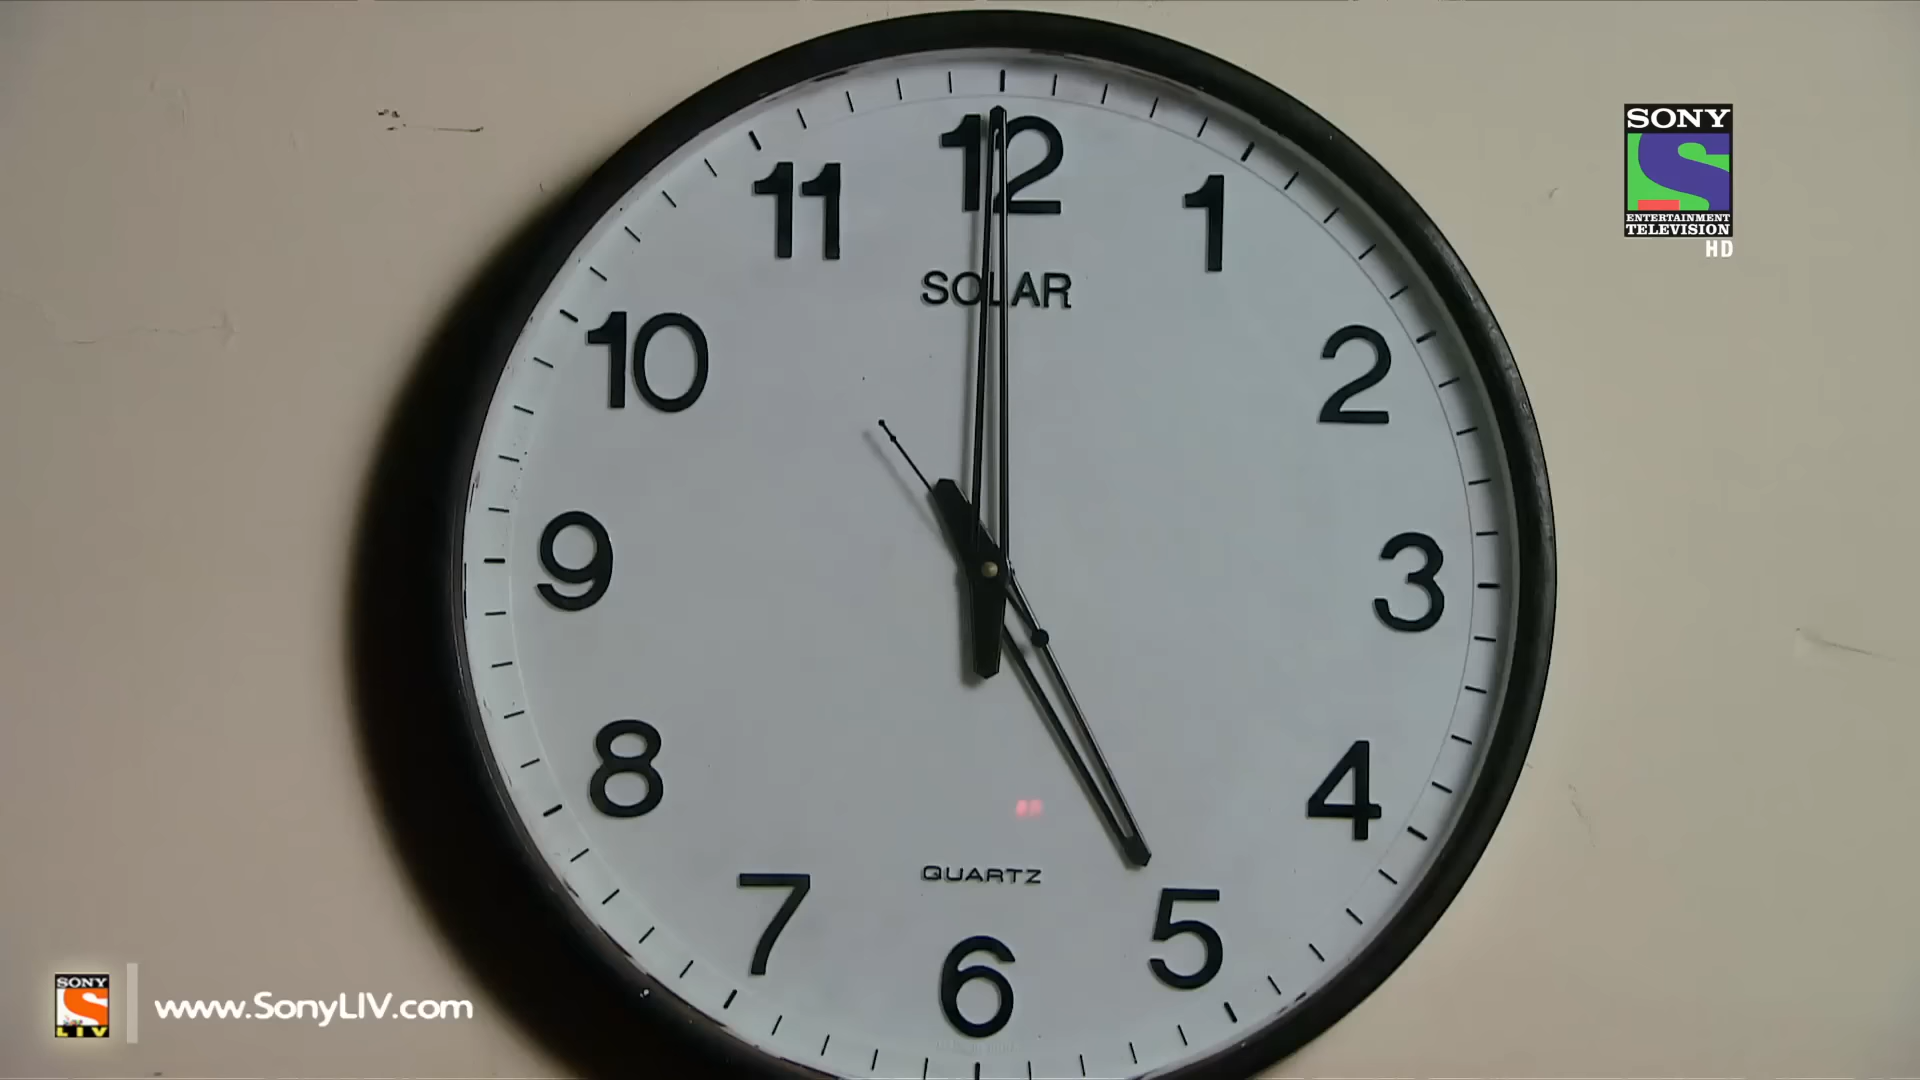 12
11
1
SOLAR
10
2
9
3
8
4
QUARTZ
7
5
6
SONY
ENTERTAINMENT
TELEVISION
HD
SONY
LIV
www.SonyLIV.com